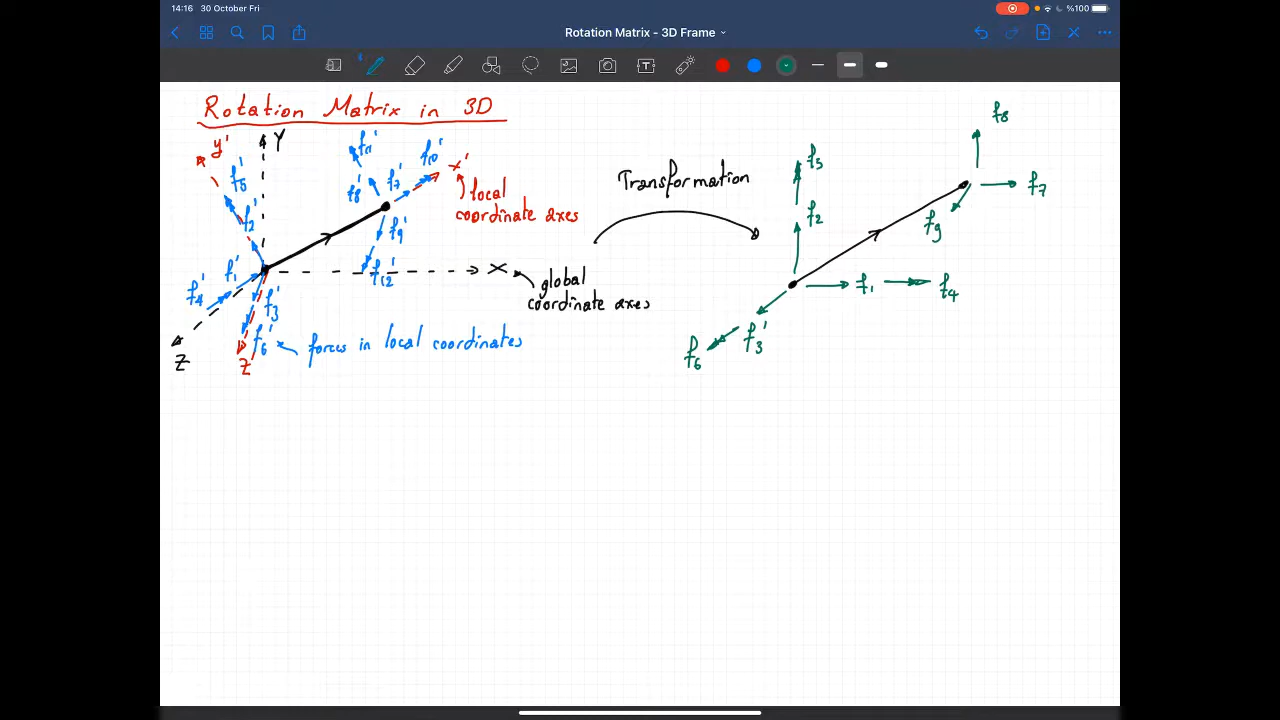 14:16 30 October Fri
%100
Rotation Matrix - 3D Frame
Rotation Matrix in 3D
y'
Y
f5'
f2'
f11'
f8'
f7'
f10'
x'
local
coordinate axes
f9'
f12'
X
global
coordinate axes
f4'
f1'
f3'
f6'
Z
z'
forces in local coordinates
Transformation
f5
f2
f8
f7
f9
f1
f4
f3'
f6